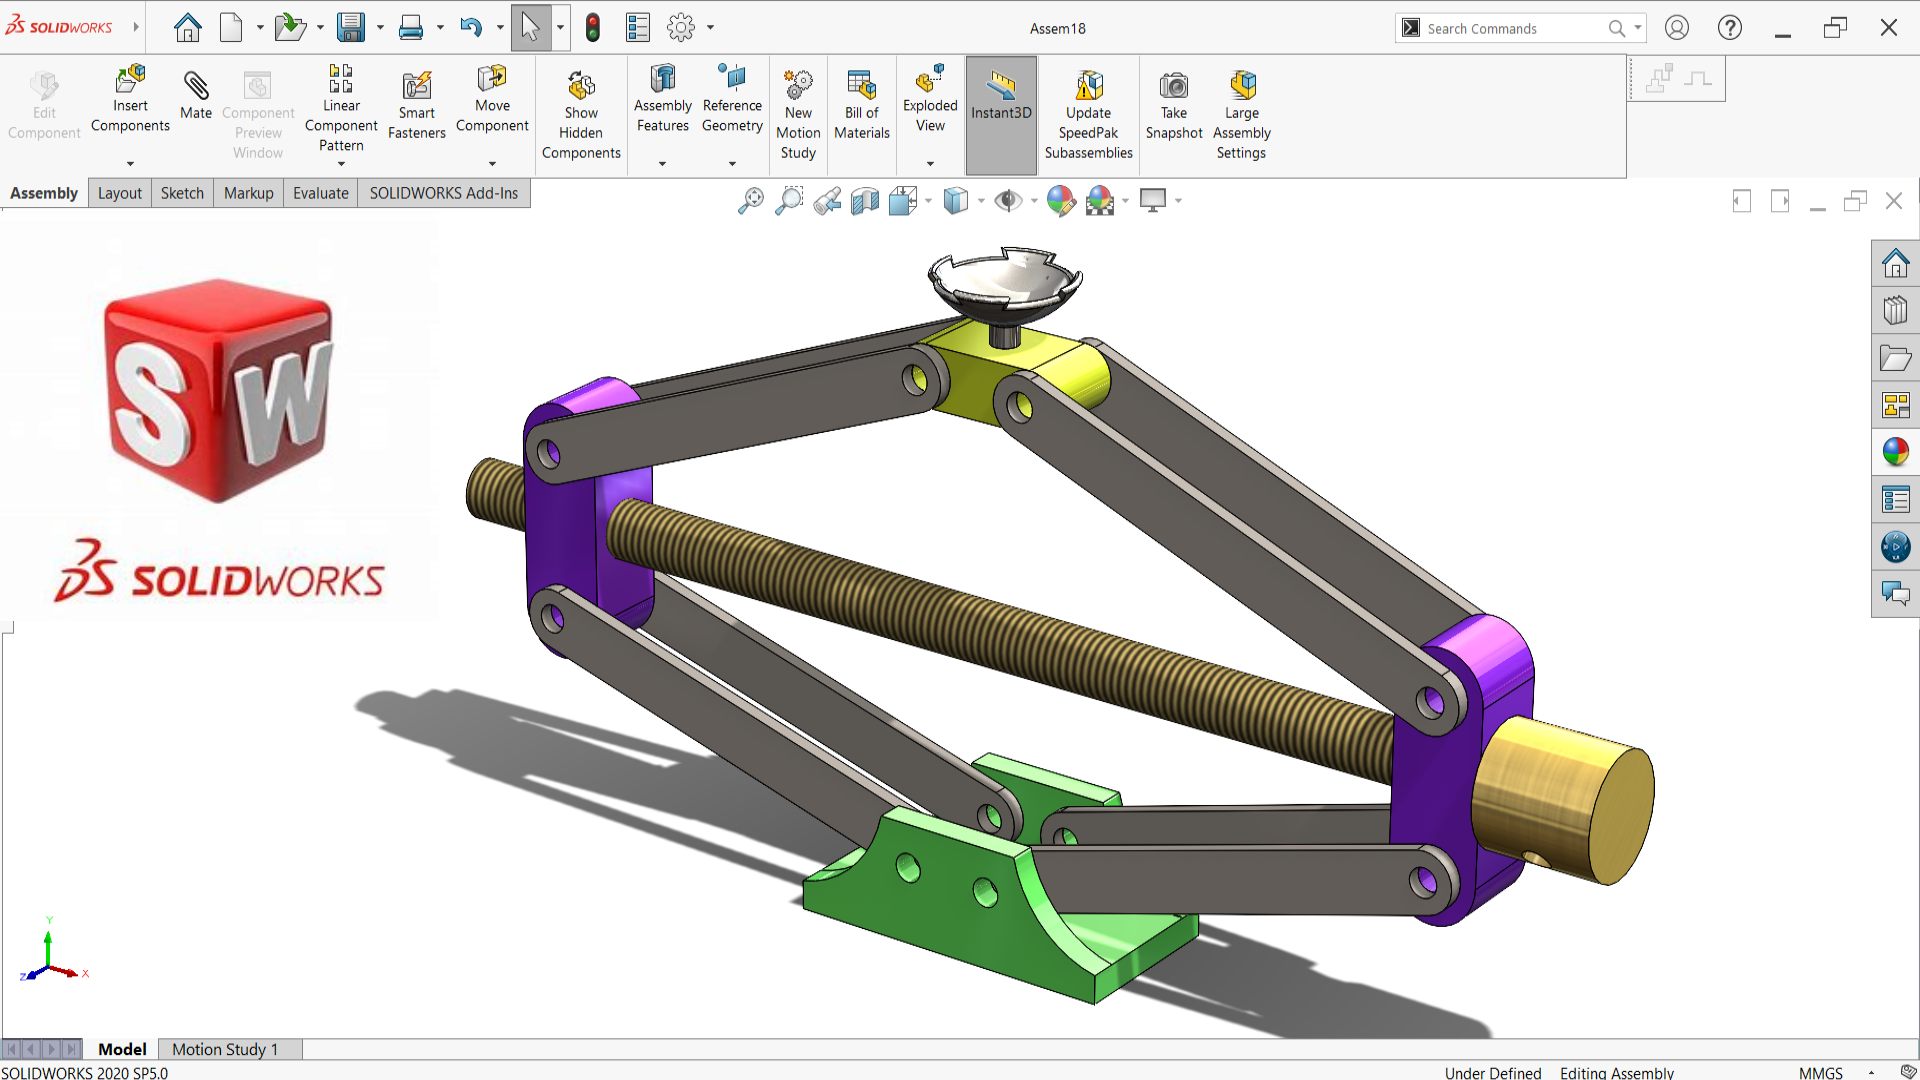 SOLIDWORKS
Assem18
Search Commands
Edit
Component
Insert
Components
Mate
Component
Preview
Window
Linear
Component
Pattern
Smart
Fasteners
Move
Component
Show
Hidden
Components
Assembly
Features
Reference
Geometry
New
Motion
Study
Bill of
Materials
Exploded
View
Instant3D
Update
SpeedPak
Subassemblies
Take
Snapshot
Large
Assembly
Settings
Assembly Layout Sketch Markup Evaluate SOLIDWORKS Add-Ins
SW
SOLIDWORKS
Y
Z X
Model Motion Study 1
SOLIDWORKS 2020 SP5.0 Under Defined Editing Assembly MMGS